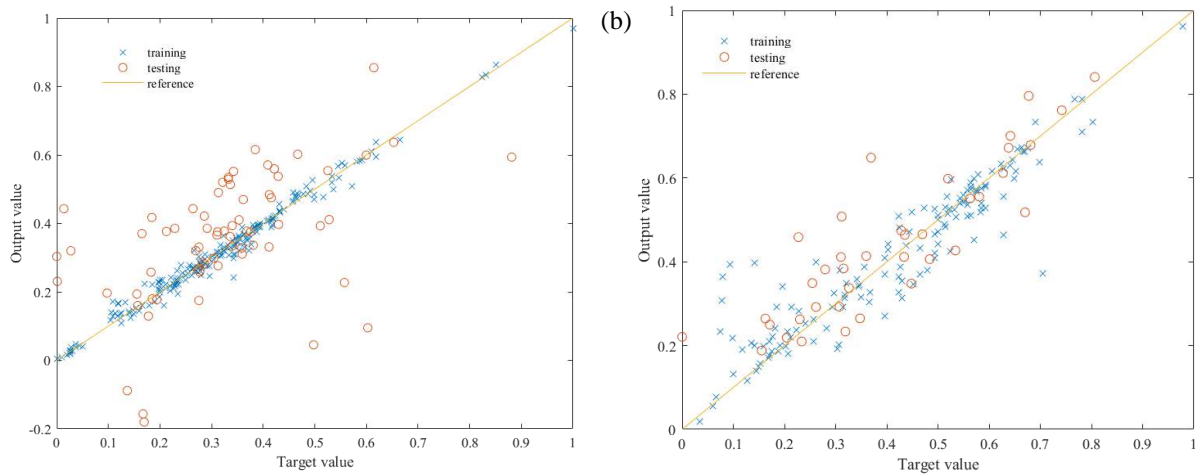 1
0.8
0.6
0.4
0.2
0
-0.2
Output value
× training
○ testing
reference
0 0.1 0.2 0.3 0.4 0.5 0.6 0.7 0.8 0.9 1
Target value
(b)
1
0.8
0.6
0.4
0.2
0
Output value
× training
○ testing
reference
0 0.1 0.2 0.3 0.4 0.5 0.6 0.7 0.8 0.9 1
Target value